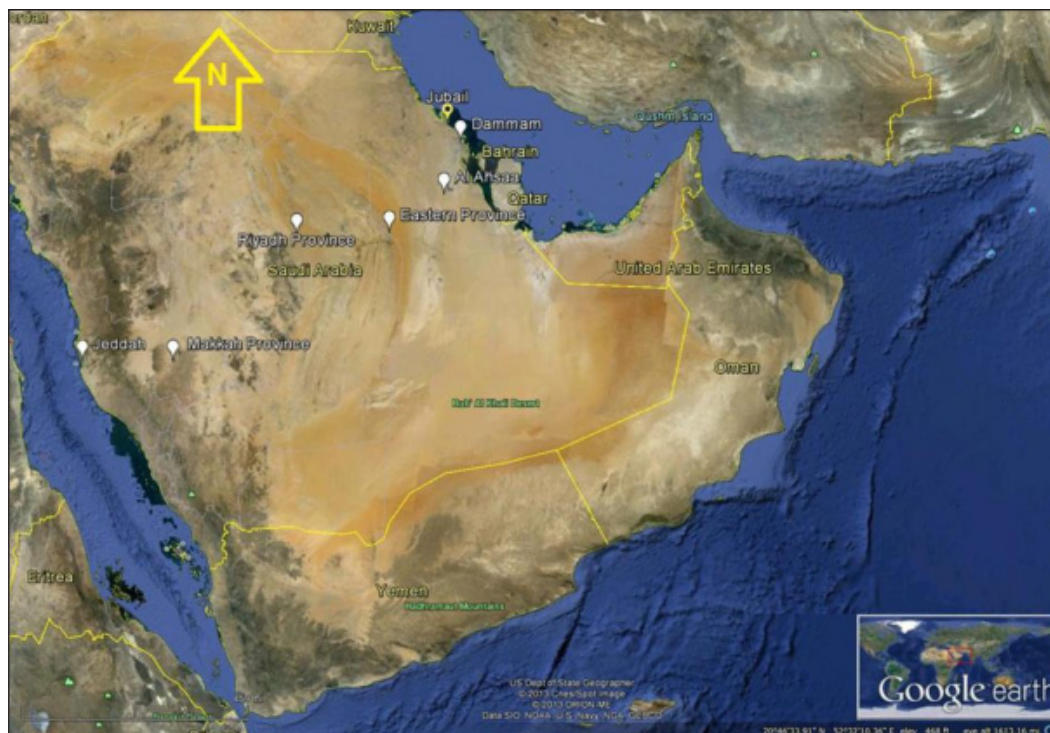 Kuwait
N
Jubail
Dammam
Qushm Island
Bahrain
Al Ahsaa
Qatar
Eastern Province
Riyadh Province
Saudi Arabia
United Arab Emirates
Jeddah
Makkah Province
Oman
Rub' Al Khali Desert
Eritrea
Yemen
Hadhramaut Mountains
US Dept of State Geographer
© 2013 Cnes/Spot Image
© 2013 ORION-ME
Data SIO, NOAA, U.S. Navy, NGA, GEBCO
Google earth